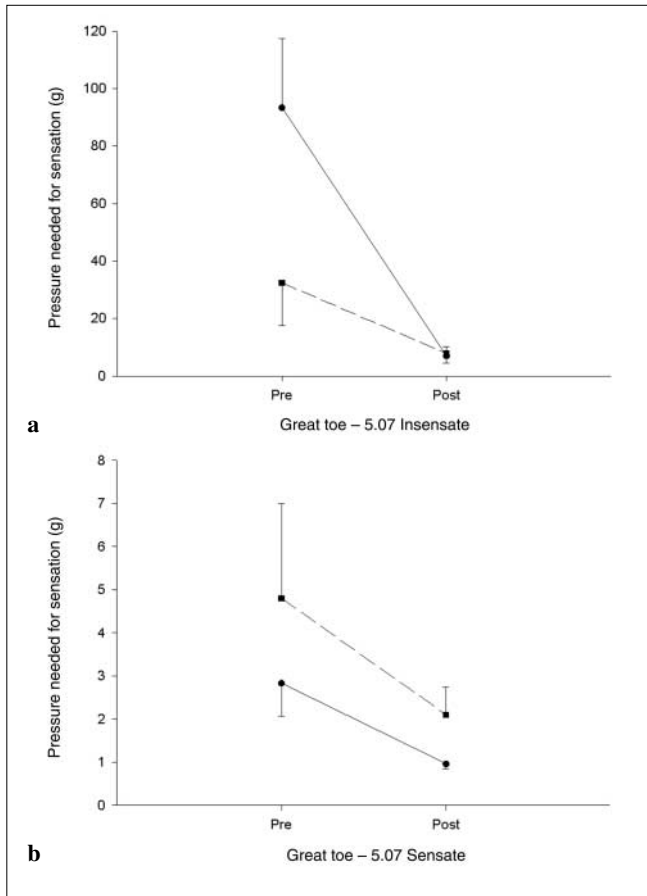 120
100
80
60
40
20
0
Pressure needed for sensation (g)
Pre
Post
a
Great toe – 5.07 Insensate
8
7
6
5
4
3
2
1
0
Pressure needed for sensation (g)
Pre
Post
b
Great toe – 5.07 Sensate